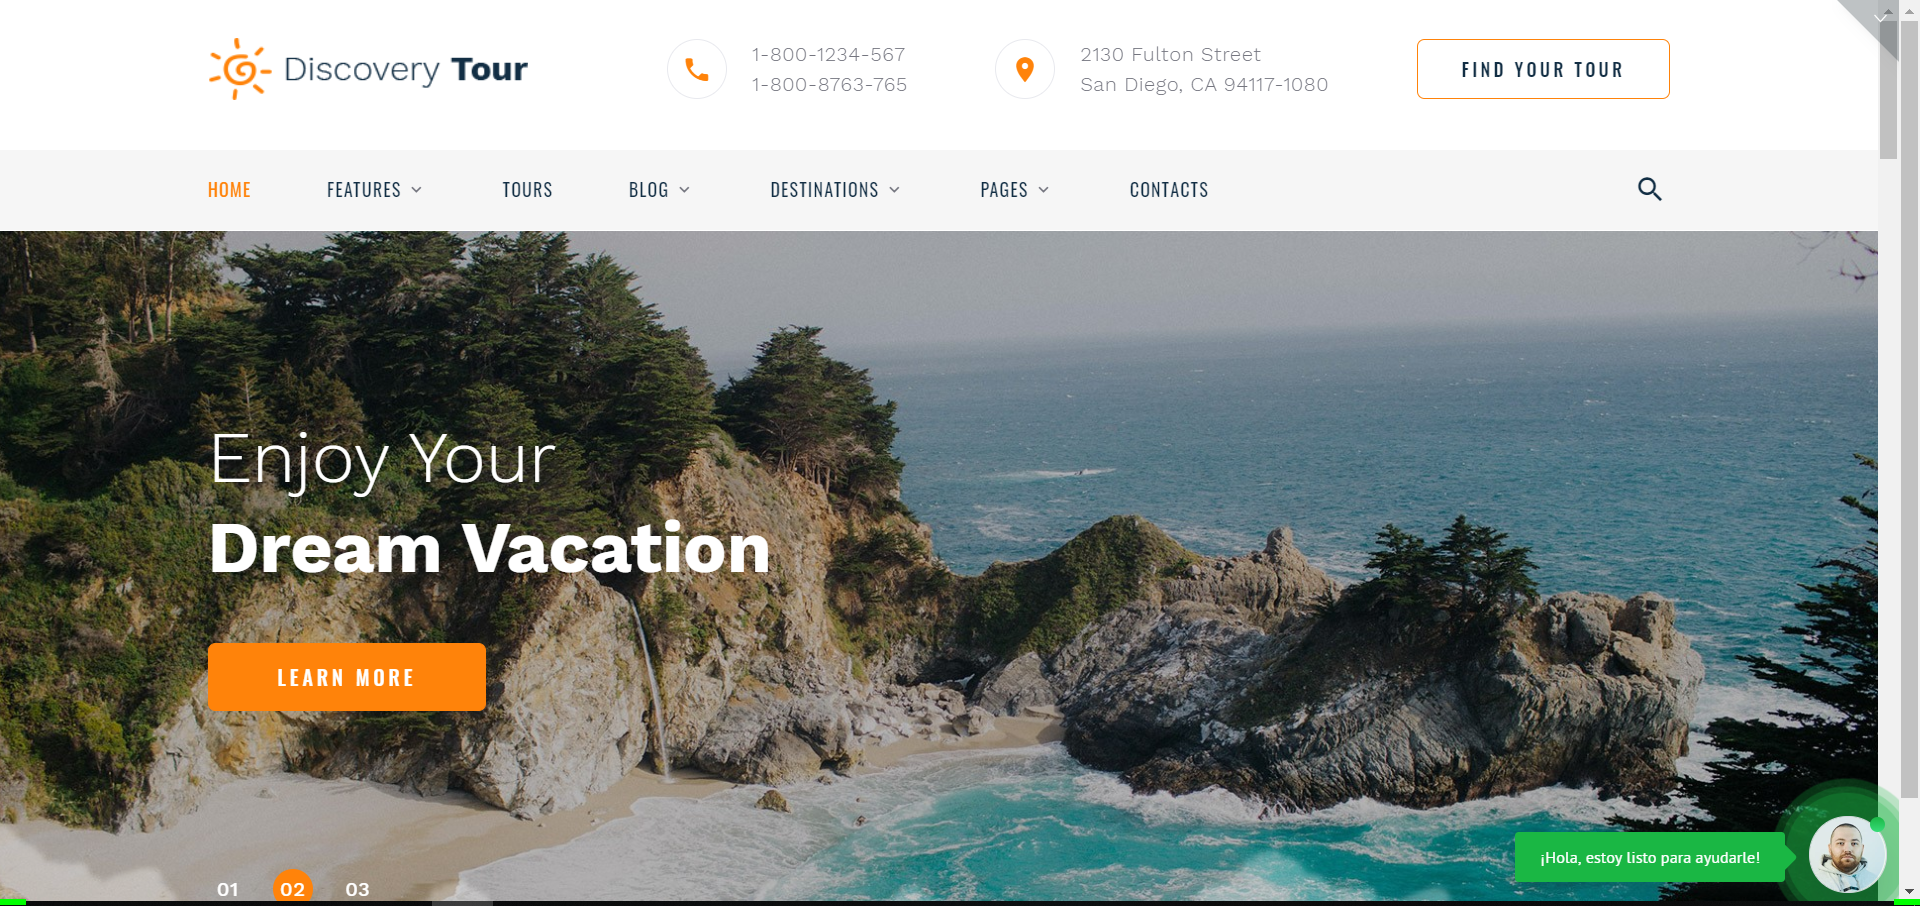 Discovery Tour
1-800-1234-567
1-800-8763-765
2130 Fulton Street
San Diego, CA 94117-1080
FIND YOUR TOUR
HOME
FEATURES
TOURS
BLOG
DESTINATIONS
PAGES
CONTACTS
Enjoy Your
Dream Vacation
LEARN MORE
¡Hola, estoy listo para ayudarle!
01
02
03